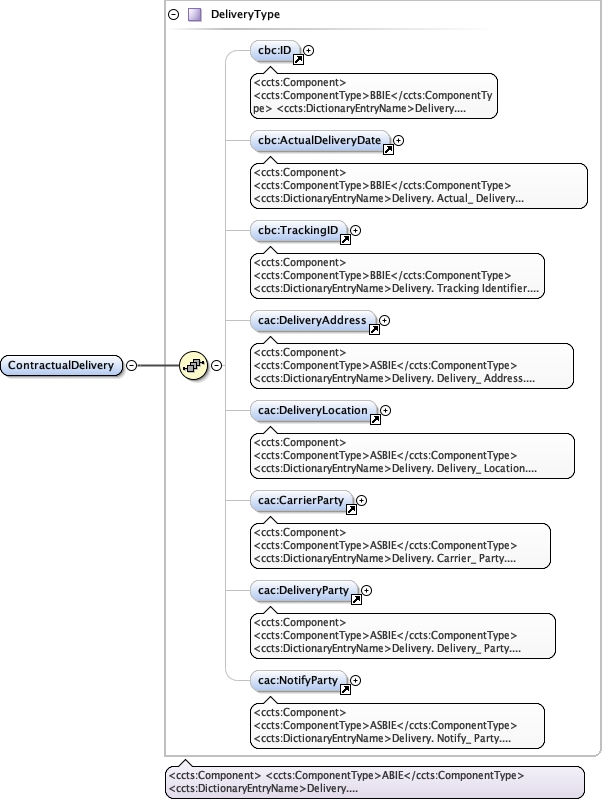 DeliveryType
cbc:ID
<ccts:Component>
<ccts:ComponentType>BBIE</ccts:ComponentTy
pe> <ccts:DictionaryEntryName>Delivery....
cbc:ActualDeliveryDate
<ccts:Component>
<ccts:ComponentType>BBIE</ccts:ComponentType>
<ccts:DictionaryEntryName>Delivery. Actual_ Delivery...
cbc:TrackingID
<ccts:Component>
<ccts:ComponentType>BBIE</ccts:ComponentType>
<ccts:DictionaryEntryName>Delivery. Tracking Identifier....
cac:DeliveryAddress
<ccts:Component>
<ccts:ComponentType>ASBIE</ccts:ComponentType>
<ccts:DictionaryEntryName>Delivery. Delivery_ Address....
ContractualDelivery
cac:DeliveryLocation
<ccts:Component>
<ccts:ComponentType>ASBIE</ccts:ComponentType>
<ccts:DictionaryEntryName>Delivery. Delivery_ Location....
cac:CarrierParty
<ccts:Component>
<ccts:ComponentType>ASBIE</ccts:ComponentType>
<ccts:DictionaryEntryName>Delivery. Carrier_ Party....
cac:DeliveryParty
<ccts:Component>
<ccts:ComponentType>ASBIE</ccts:ComponentType>
<ccts:DictionaryEntryName>Delivery. Delivery_ Party....
cac:NotifyParty
<ccts:Component>
<ccts:ComponentType>ASBIE</ccts:ComponentType>
<ccts:DictionaryEntryName>Delivery. Notify_ Party....
<ccts:Component> <ccts:ComponentType>ABIE</ccts:ComponentType>
<ccts:DictionaryEntryName>Delivery....